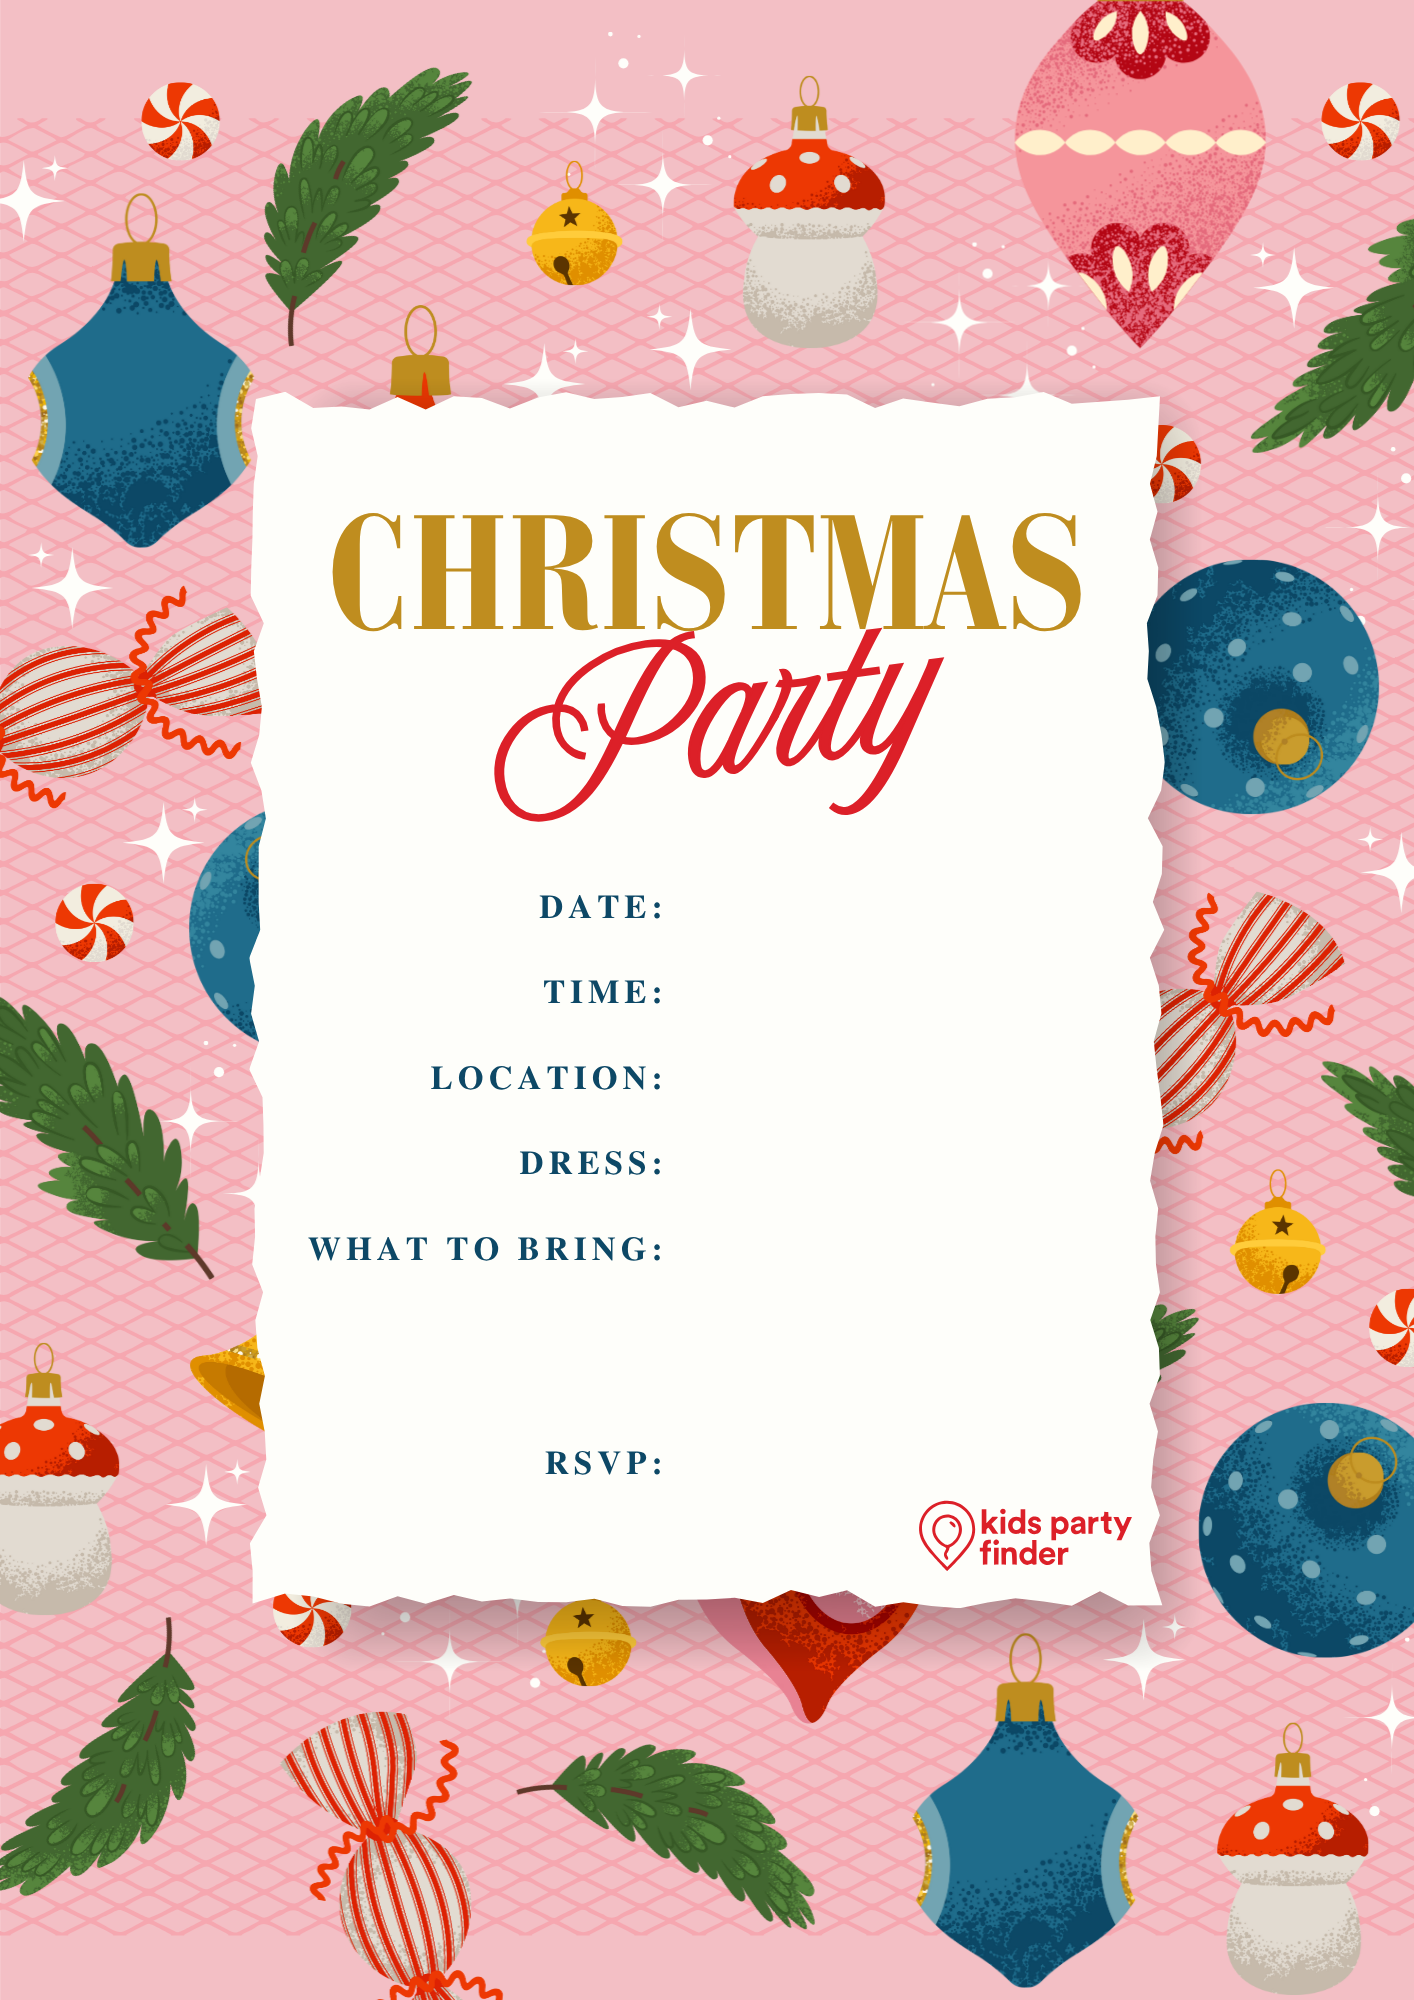 CHRISTMAS
Party
DATE:
TIME:
LOCATION:
DRESS:
WHAT TO BRING:
RSVP:
kids party
finder